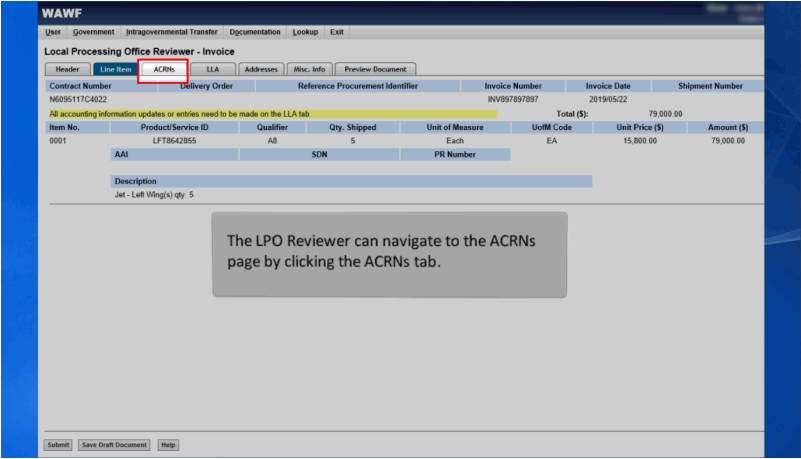 WAWF
User Government Intragovernmental Transfer Documentation Lookup Exit
Local Processing Office Reviewer - Invoice
Header Line Item ACRNs LLA Addresses Misc. Info Preview Document
Contract Number Delivery Order Reference Procurement Identifier Invoice Number Invoice Date Shipment Number
N6095117C4022 INV897897897 2019/05/22
All accounting information updates or entries need to be made on the LLA tab. Total ($): 79,000.00
Item No. Product/Service ID Qualifier Qty. Shipped Unit of Measure UofM Code Unit Price ($) Amount ($)
0001 LFT8642855 A8 5 Each EA 15,800.00 79,000.00
AAI SDN PR Number
Description
Jet - Left Wing(s) qty: 5
The LPO Reviewer can navigate to the ACRNs
page by clicking the ACRNs tab.
Submit Save Draft Document Help